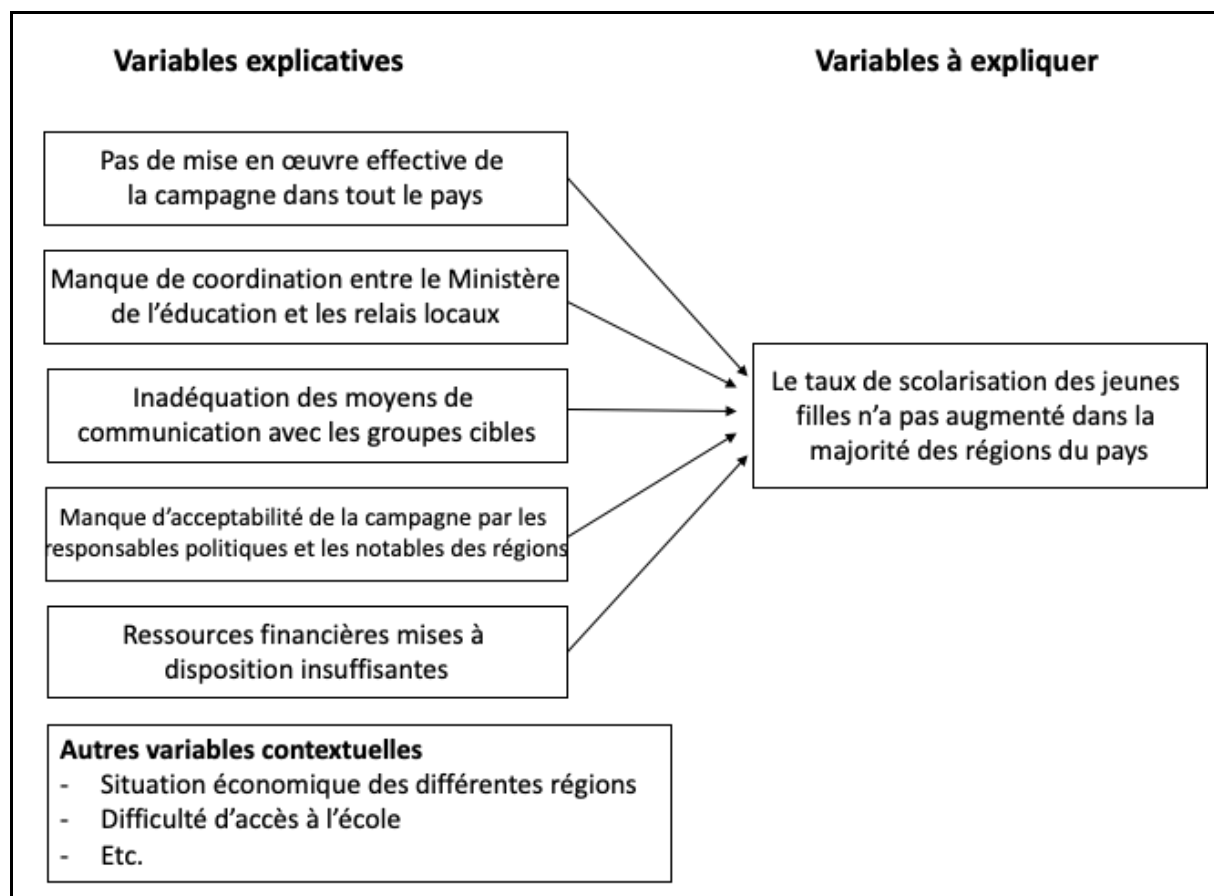 Variables explicatives
Variables à expliquer
Pas de mise en œuvre effective de
la campagne dans tout le pays
Manque de coordination entre le Ministère
de l'éducation et les relais locaux
Inadéquation des moyens de
communication avec les groupes cibles
Manque d'acceptabilité de la campagne par les
responsables politiques et les notables des régions
Ressources financières mises à
disposition insuffisantes
Le taux de scolarisation des jeunes
filles n'a pas augmenté dans la
majorité des régions du pays
Autres variables contextuelles
- Situation économique des différentes régions
- Difficulté d'accès à l'école
- Etc.